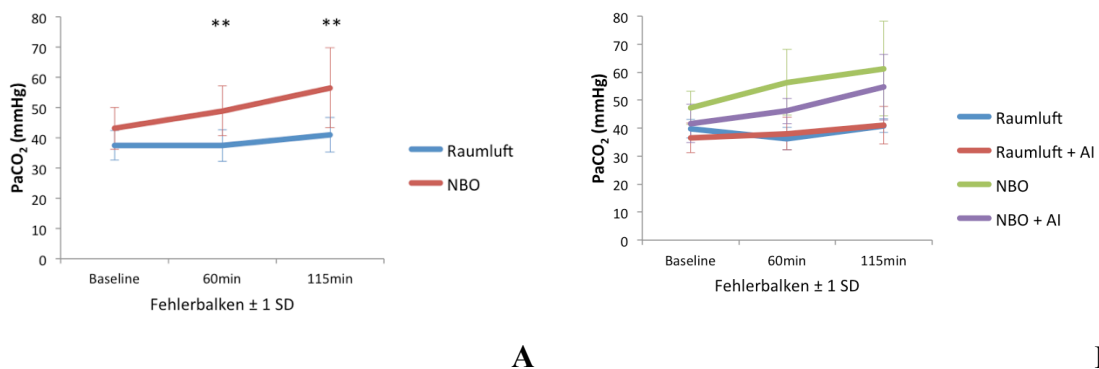 80
** **
70
60
50
40
30
20
10
0
PaCO₂ (mmHg)
Baseline 60min 115min
Fehlerbalken ± 1 SD
Raumluft
NBO
A
80
70
60
50
40
30
20
10
0
PaCO₂ (mmHg)
Baseline 60min 115min
Fehlerbalken ± 1 SD
Raumluft
Raumluft + AI
NBO
NBO + AI